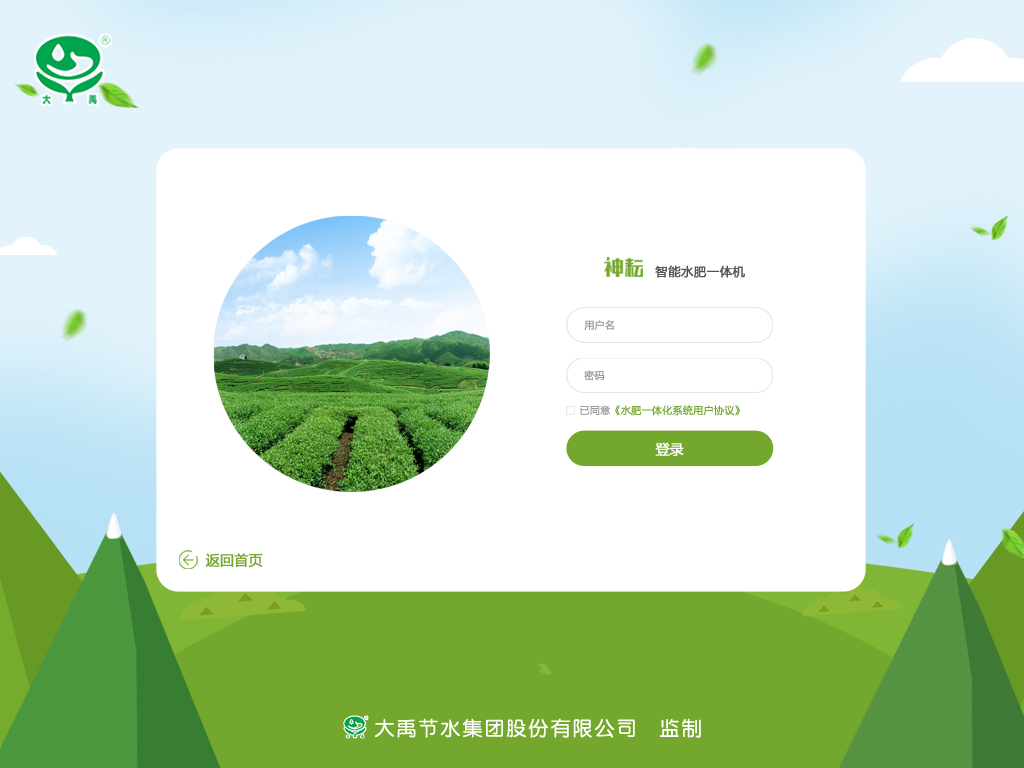 ®
大 禹
神耘 智能水肥一体机
用户名
密码
已同意《水肥一体化系统用户协议》
登录
返回首页
大禹节水集团股份有限公司 监制